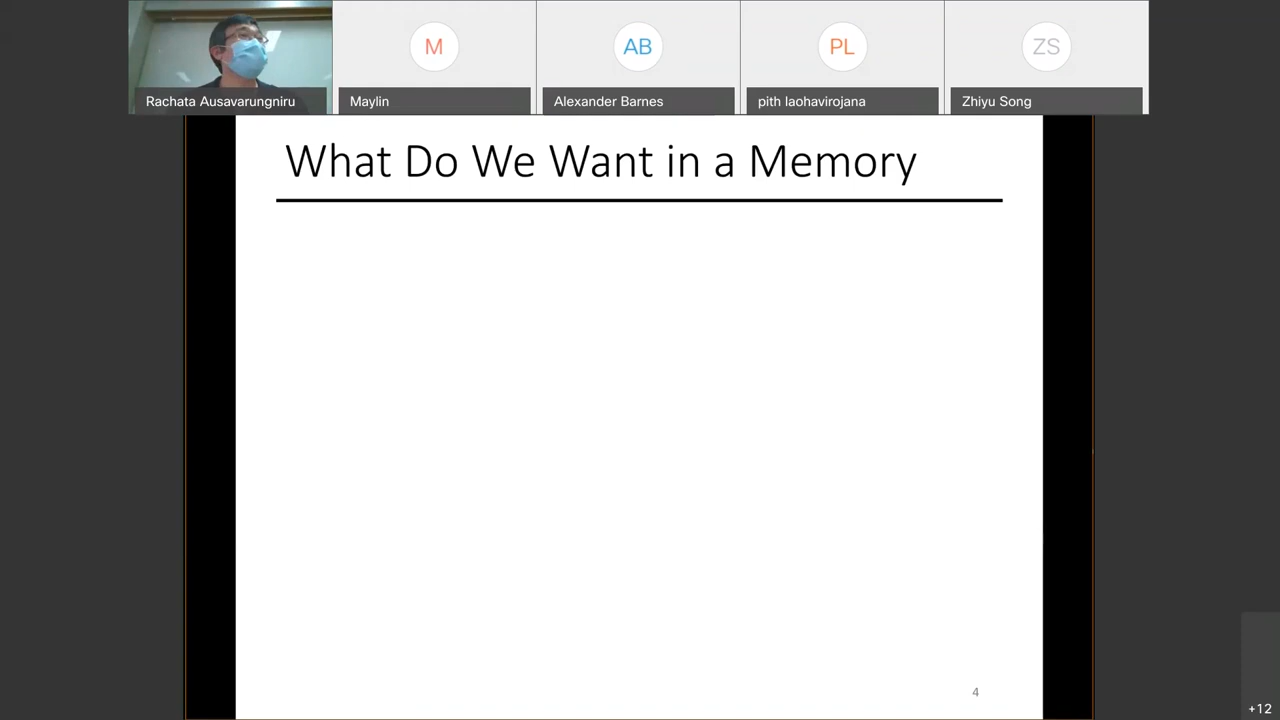 M
AB
PL
ZS
Rachata Ausavarungniru
Maylin
Alexander Barnes
pith laohavirojana
Zhiyu Song
What Do We Want in a Memory
4
+12